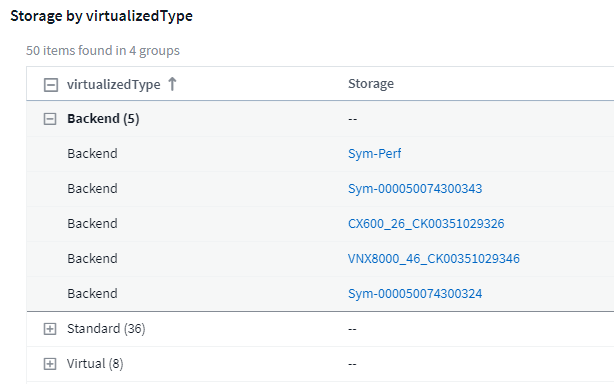 Storage by virtualizedType
50 items found in 4 groups
virtualizedType ↑ Storage
Backend (5) --
Backend Sym-Perf
Backend Sym-000050074300343
Backend CX600_26_CK00351029326
Backend VNX8000_46_CK00351029346
Backend Sym-000050074300324
Standard (36) --
Virtual (8) --